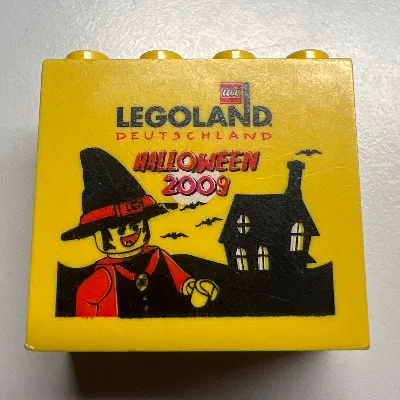 LEGO
LEGOLAND
DEUTSCHLAND
HALLOWEEN
2009